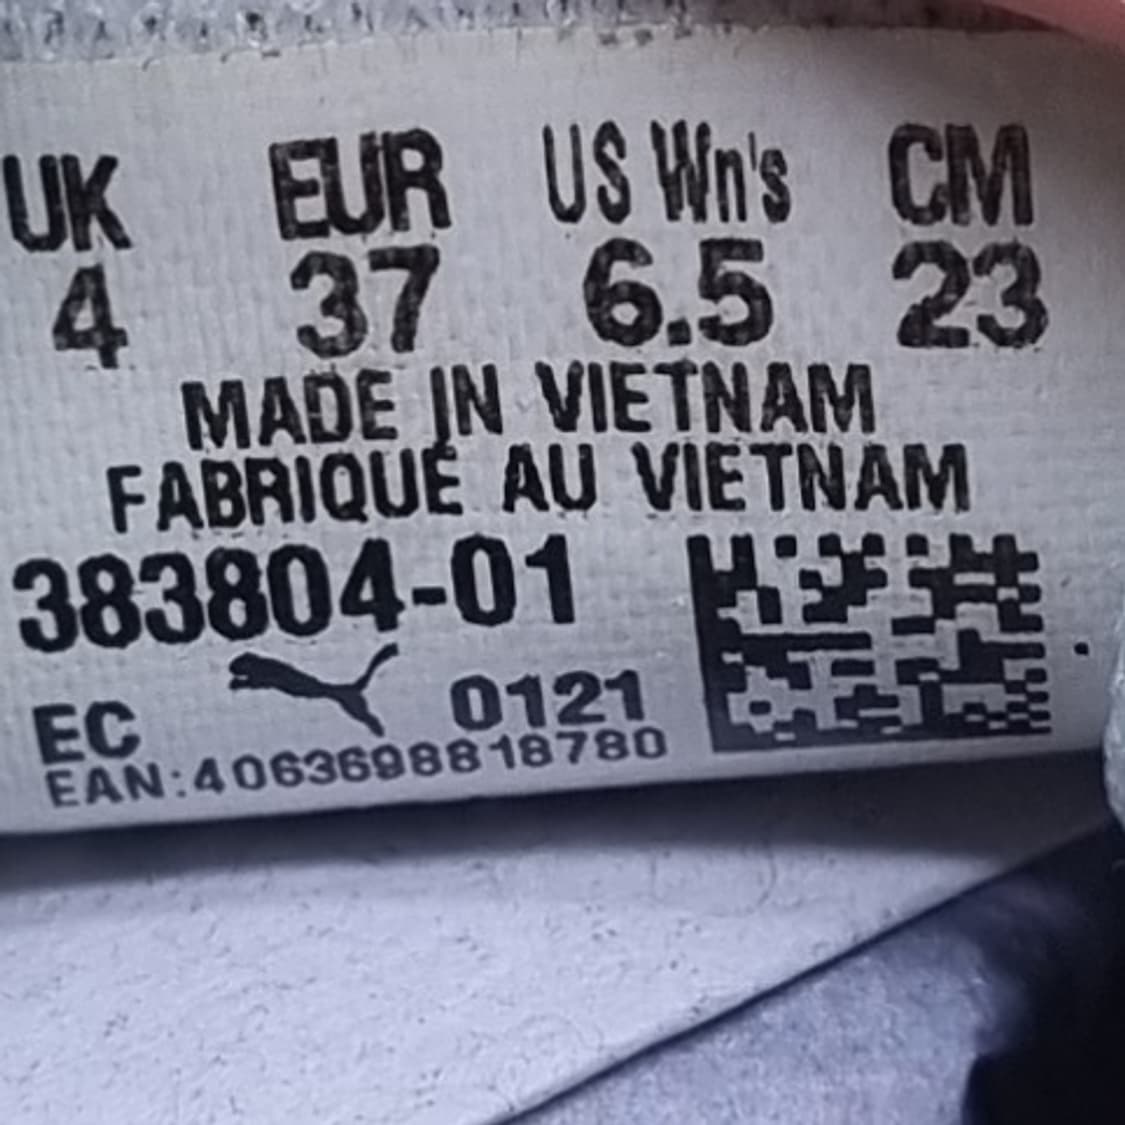 UK EUR US Wn's CM
4 37 6.5 23
MADE IN VIETNAM
FABRIQUÉ AU VIETNAM
383804-01
EC 0121
EAN:4063698818780